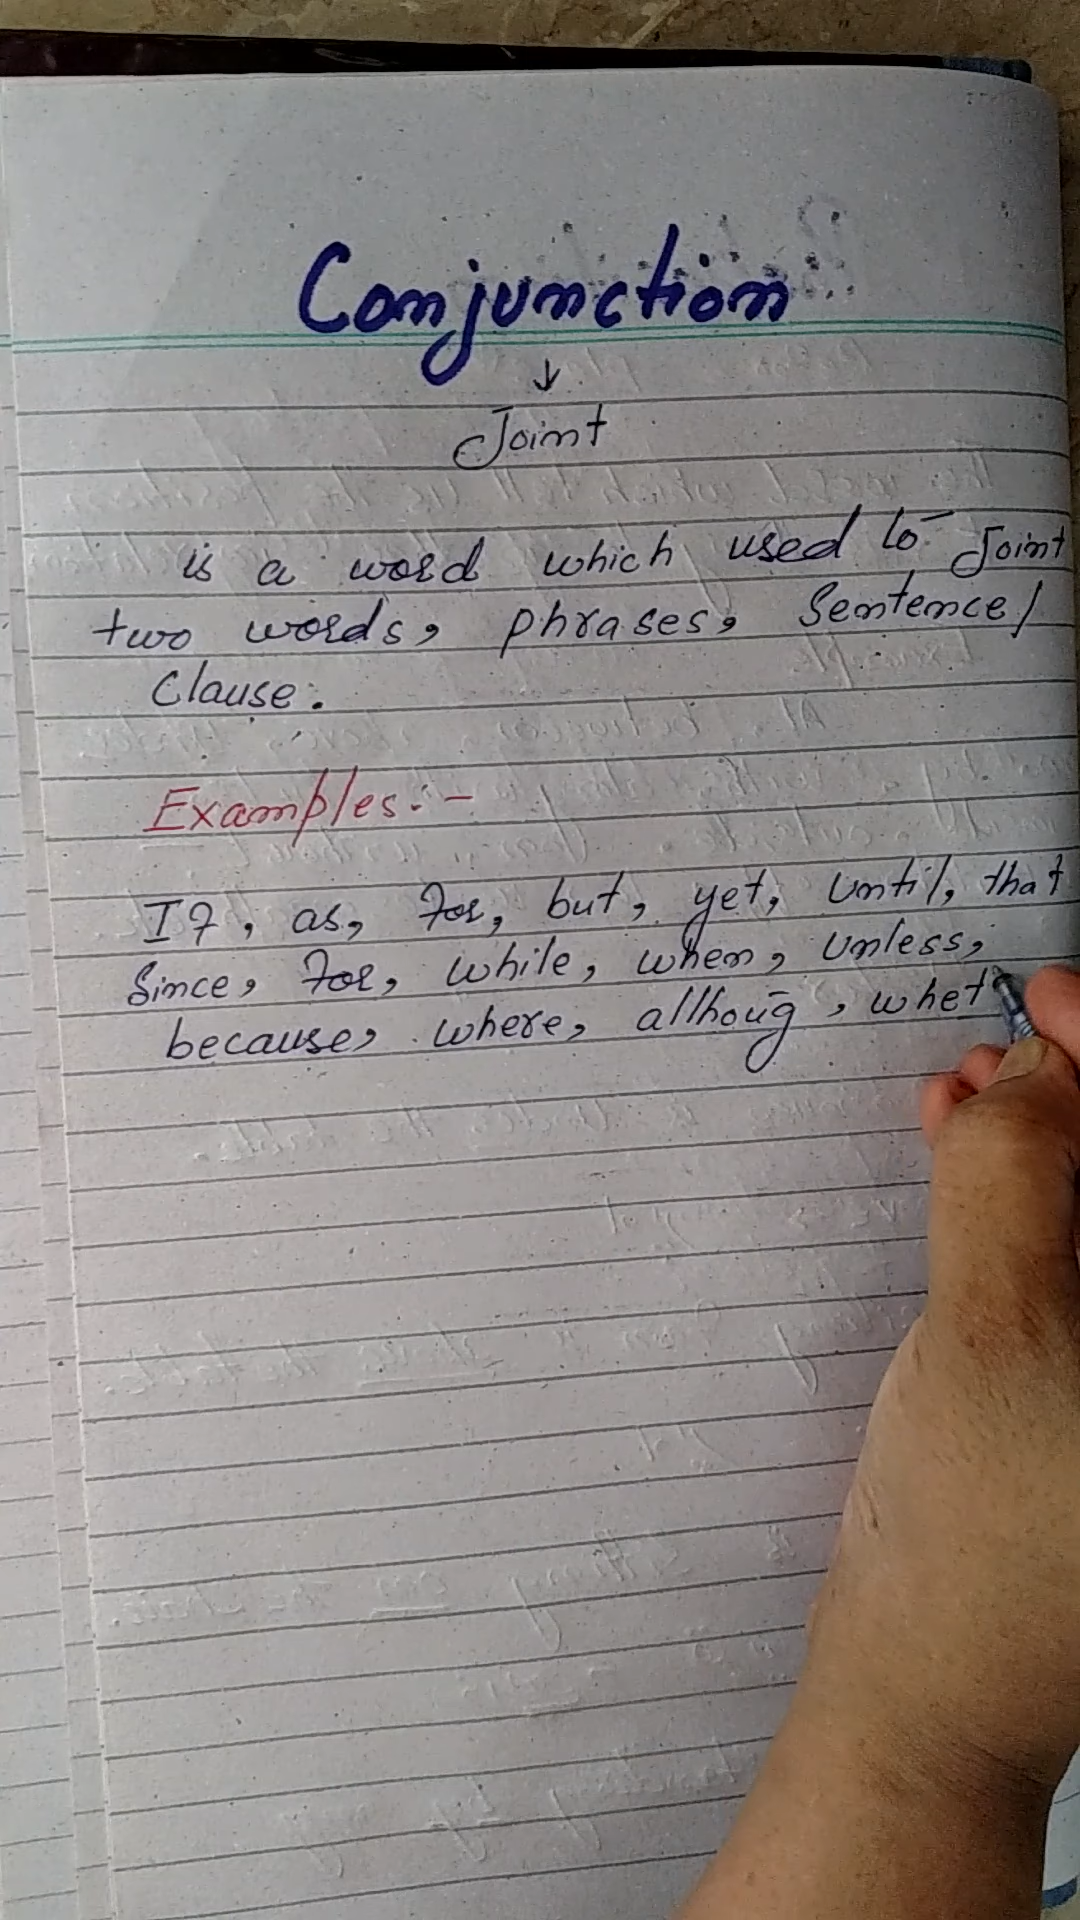 Conjunction
↓
Joint
is a word which used to Joint
two words, phrases, Sentence/
Clause.
Examples:-
If, as, for, but, yet, until, that
Since, for, while, when, unless,
because, where, althoug, whet